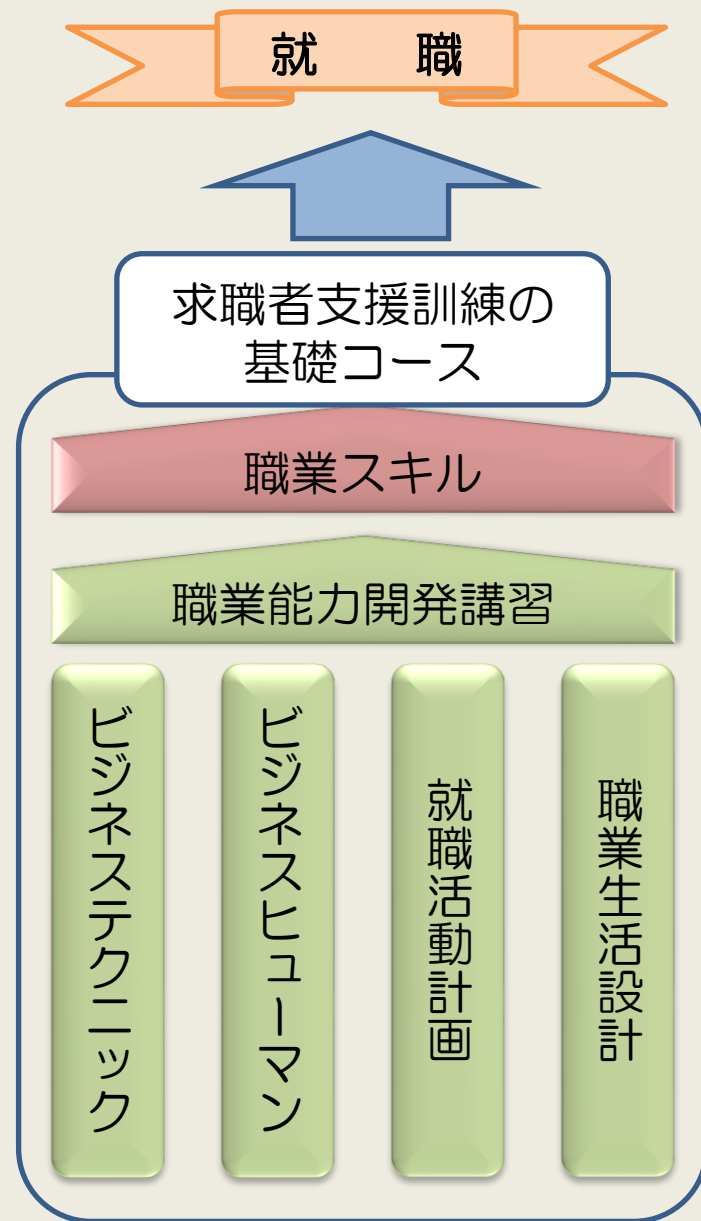 就　職
求職者支援訓練の
基礎コース
職業スキル
職業能力開発講習
ビジネステクニック
ビジネスヒューマン
就職活動計画
職業生活設計